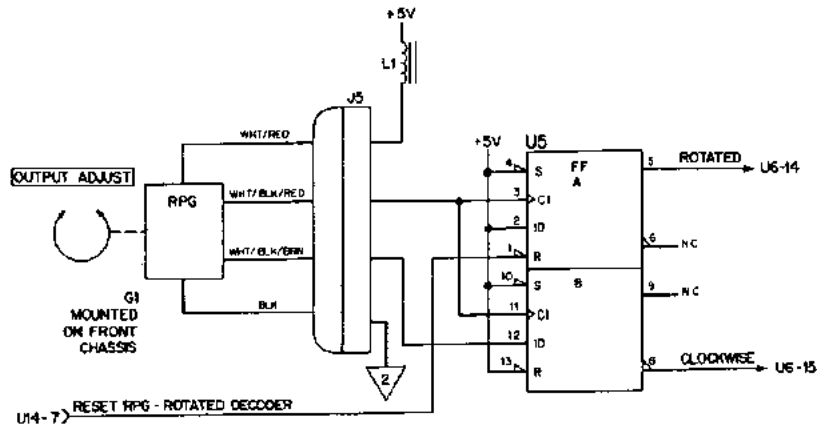 +5V
L1
J5
WHT/RED
+5V
U5
OUTPUT ADJUST
RPG
WHT/BLK/RED
WHT/BLK/BRN
BLK
G1
MOUNTED
ON FRONT
CHASSIS
4
S
FF
A
5
ROTATED
U6-14
3
C1
2
1D
1
R
6
NC
10
S
B
9
NC
11
C1
12
1D
13
R
8
CLOCKWISE
U6-15
2
U14-7
RESET RPG - ROTATED DECODER